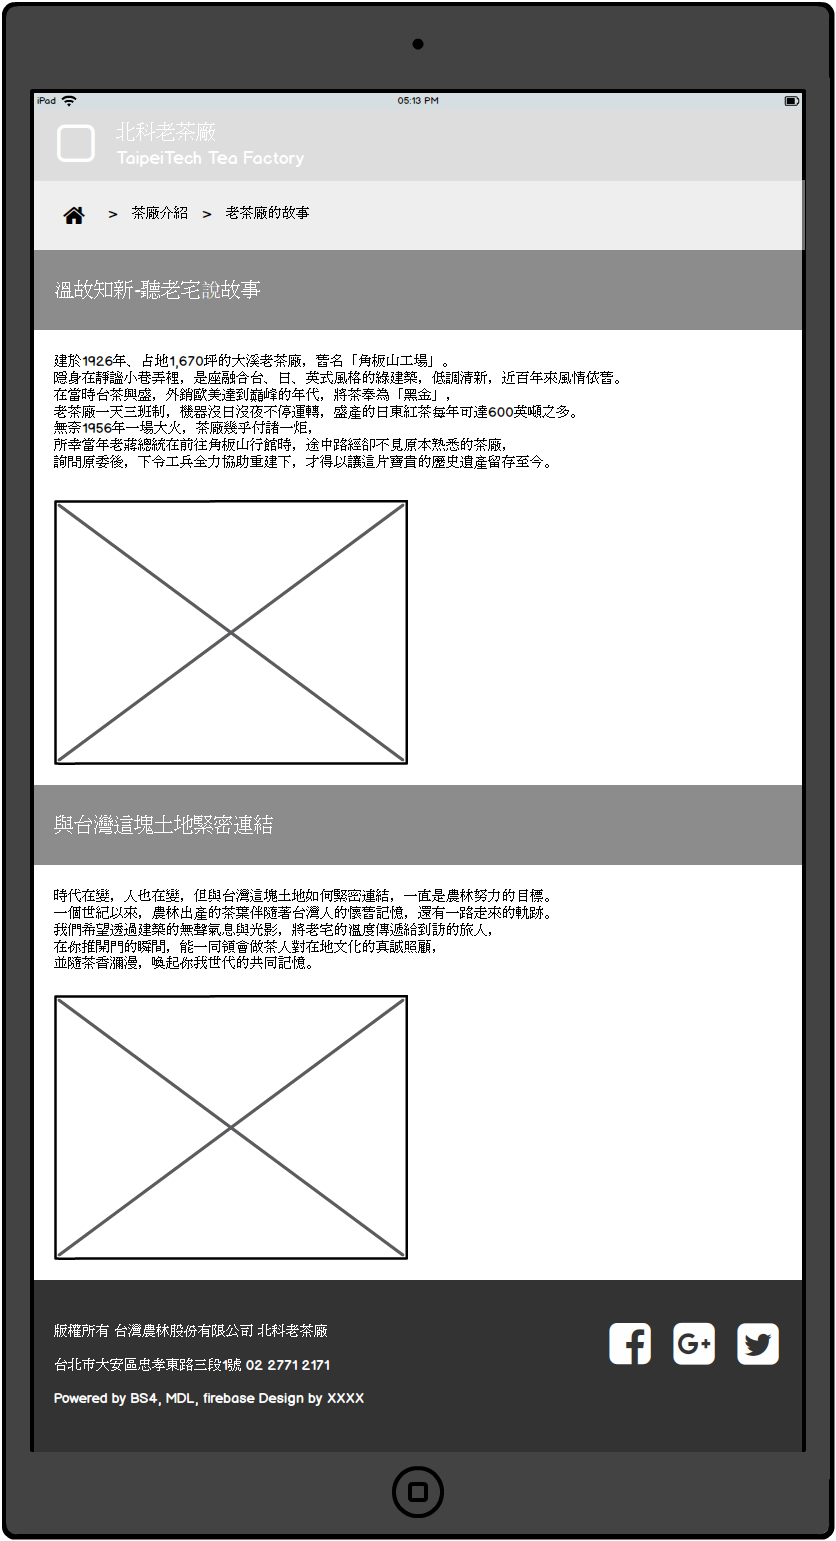 iPad
05:13 PM
北科老茶廠
TaipeiTech Tea Factory
> 茶廠介紹 > 老茶廠的故事
溫故知新-聽老宅說故事
建於1926年、占地1,670坪的大溪老茶廠，舊名「角板山工場」。
隱身在靜謐小巷弄裡，是座融合台、日、英式風格的綠建築，低調清新，近百年來風情依舊。
在當時台茶興盛，外銷歐美達到巔峰的年代，將茶奉為「黑金」，
老茶廠一天三班制，機器沒日沒夜不停運轉，盛產的日東紅茶每年可達600英噸之多。
無奈1956年一場大火，茶廠幾乎付諸一炬，
所幸當年老蔣總統在前往角板山行館時，途中路經卻不見原本熟悉的茶廠，
詢問原委後，下令工兵全力協助重建下，才得以讓這片寶貴的歷史遺產留存至今。
與台灣這塊土地緊密連結
時代在變，人也在變，但與台灣這塊土地如何緊密連結，一直是農林努力的目標。
一個世紀以來，農林出產的茶葉伴隨著台灣人的懷舊記憶，還有一路走來的軌跡。
我們希望透過建築的無聲氣息與光影，將老宅的溫度傳遞給到訪的旅人，
在你推開門的瞬間，能一同領會做茶人對在地文化的真誠照顧，
並隨茶香瀰漫，喚起你我世代的共同記憶。
版權所有 台灣農林股份有限公司 北科老茶廠
台北市大安區忠孝東路三段1號 02 2771 2171
Powered by BS4, MDL, firebase Design by XXXX